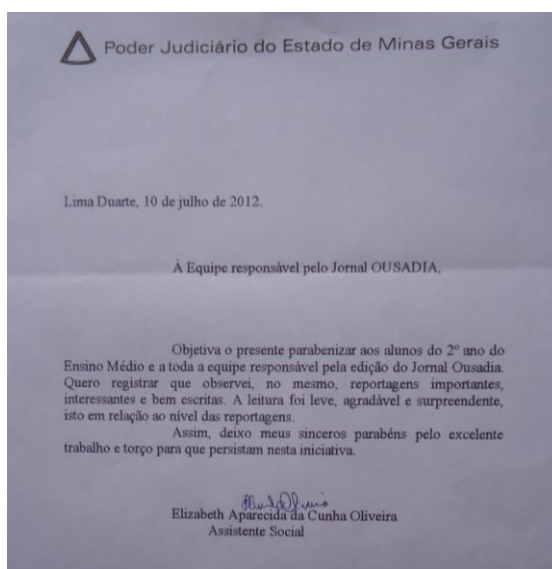 Poder Judiciário do Estado de Minas Gerais
Lima Duarte, 10 de julho de 2012.
À Equipe responsável pelo Jornal OUSADIA,
Objetiva o presente parabenizar aos alunos do 2º ano do
Ensino Médio e a toda a equipe responsável pela edição do Jornal Ousadia.
Quero registrar que observei, no mesmo, reportagens importantes,
interessantes e bem escritas. A leitura foi leve, agradável e surpreendente,
isto em relação ao nível das reportagens.
Assim, deixo meus sinceros parabéns pelo excelente
trabalho e torço para que persistam nesta iniciativa.
Elizabeth Aparecida da Cunha Oliveira
Assistente Social